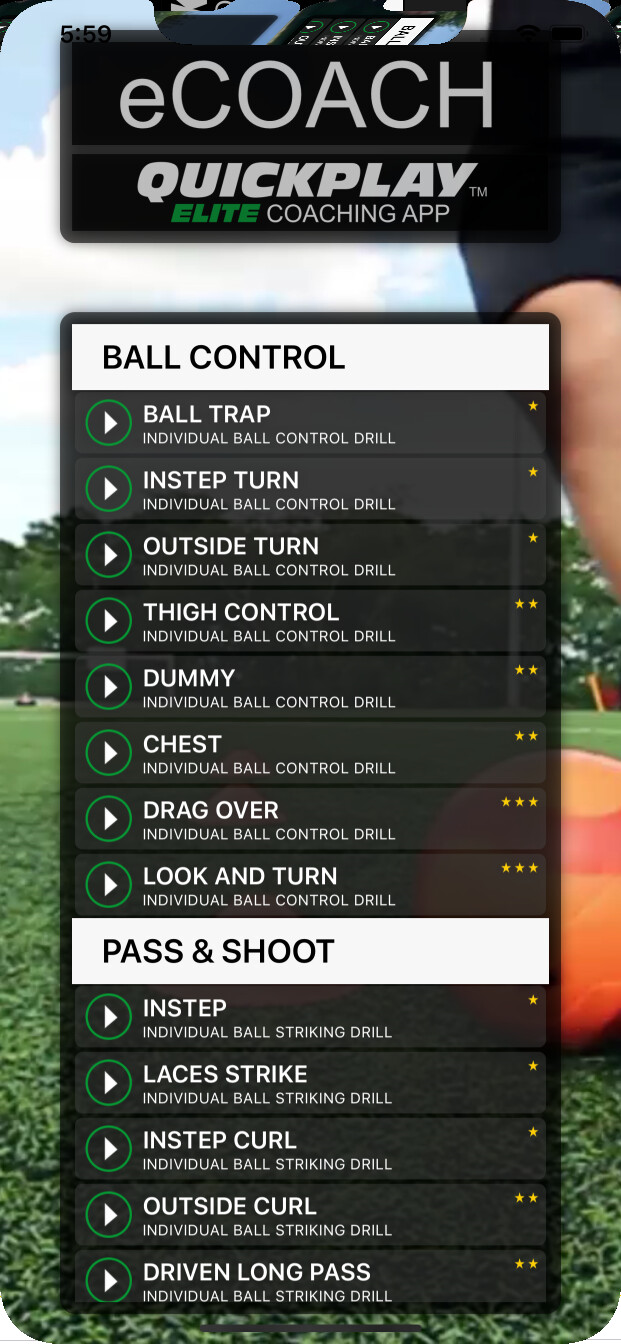 5:59
eCOACH
QUICKPLAY TM
ELITE COACHING APP
BALL CONTROL
BALL TRAP
INDIVIDUAL BALL CONTROL DRILL
INSTEP TURN
INDIVIDUAL BALL CONTROL DRILL
OUTSIDE TURN
INDIVIDUAL BALL CONTROL DRILL
THIGH CONTROL
INDIVIDUAL BALL CONTROL DRILL
DUMMY
INDIVIDUAL BALL CONTROL DRILL
CHEST
INDIVIDUAL BALL CONTROL DRILL
DRAG OVER
INDIVIDUAL BALL CONTROL DRILL
LOOK AND TURN
INDIVIDUAL BALL CONTROL DRILL
PASS & SHOOT
INSTEP
INDIVIDUAL BALL STRIKING DRILL
LACES STRIKE
INDIVIDUAL BALL STRIKING DRILL
INSTEP CURL
INDIVIDUAL BALL STRIKING DRILL
OUTSIDE CURL
INDIVIDUAL BALL STRIKING DRILL
DRIVEN LONG PASS
INDIVIDUAL BALL STRIKING DRILL